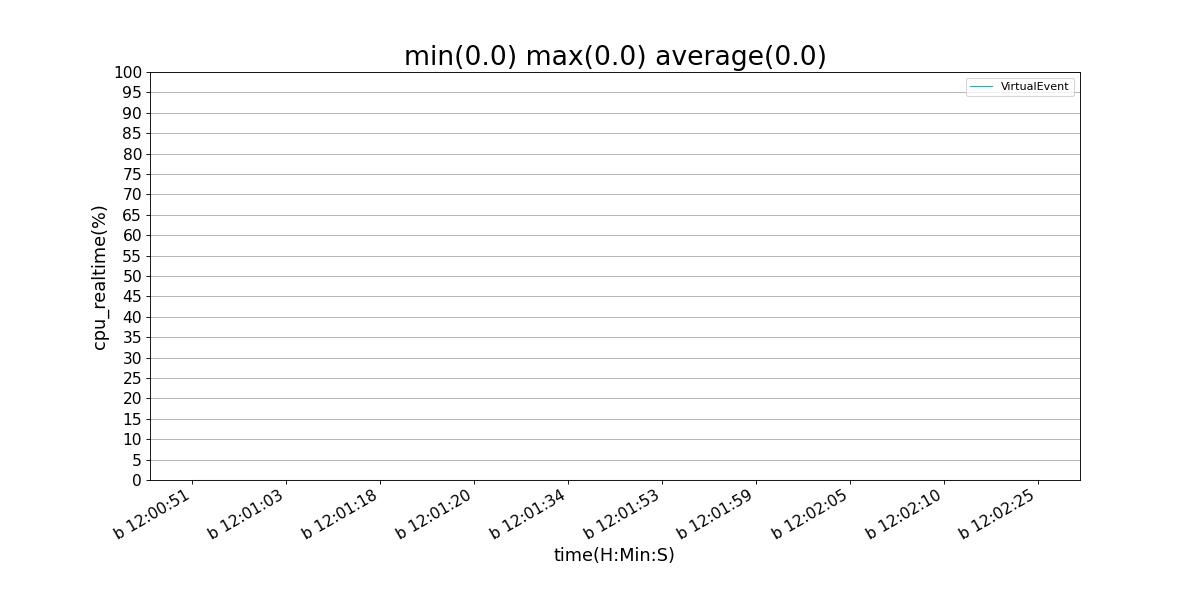 min(0.0) max(0.0) average(0.0)
VirtualEvent
cpu_realtime(%)
100
95
90
85
80
75
70
65
60
55
50
45
40
35
30
25
20
15
10
5
0
b 12:00:51
b 12:01:03
b 12:01:18
b 12:01:20
b 12:01:34
b 12:01:53
b 12:01:59
b 12:02:05
b 12:02:10
b 12:02:25
time(H:Min:S)